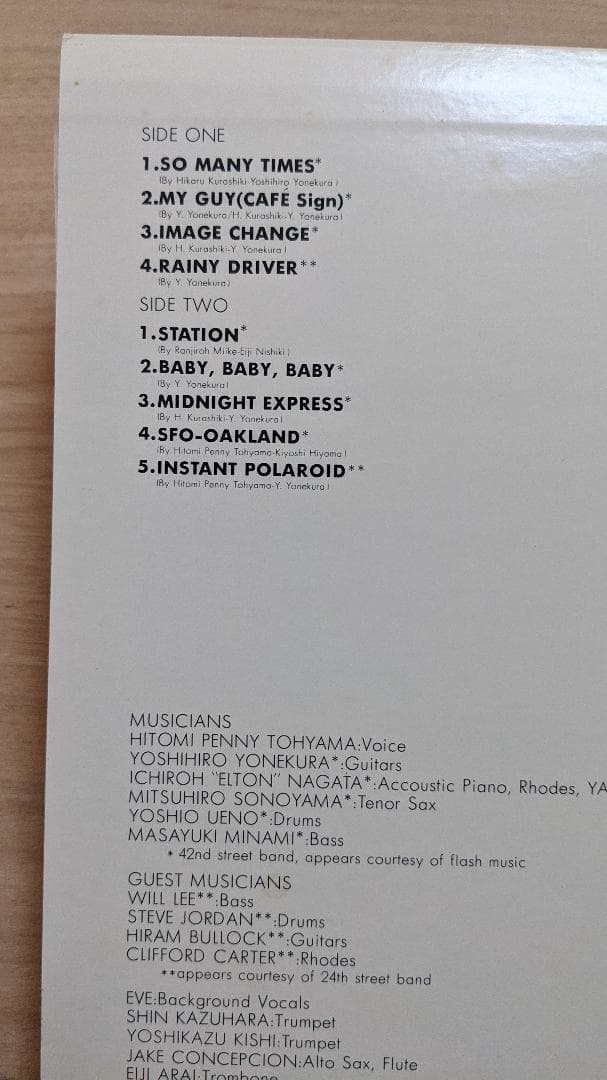 SIDE ONE
1.SO MANY TIMES*
(By Hikaru Kurashiki-Yoshihiro Yonekura)
2.MY GUY(CAFÉ Sign)*
(By Y. Yonekura/H. Kurashiki-Y. Yonekura)
3.IMAGE CHANGE*
(By H. Kurashiki-Y. Yonekura)
4.RAINY DRIVER**
(By Y. Yonekura)
SIDE TWO
1.STATION*
(By Ranjiroh Miike-Eiji Nishiki)
2.BABY, BABY, BABY*
(By. Y. Yonekura)
3.MIDNIGHT EXPRESS*
(By H. Kurashiki-Y. Yonekura)
4.SFO-OAKLAND*
(By Hitomi Penny Tohyama-Kiyoshi Hiyama)
5.INSTANT POLAROID**
(By Hitomi Penny Tohyama-Y. Yonekura)
MUSICIANS
HITOMI PENNY TOHYAMA:Voice
YOSHIHIRO YONEKURA*:Guitars
ICHIROH "ELTON" NAGATA*:Accoustic Piano, Rhodes, YA
MITSUHIRO SONOYAMA*:Tenor Sax
YOSHIO UENO*:Drums
MASAYUKI MINAMI*:Bass
* 42nd street band, appears courtesy of flash music
GUEST MUSICIANS
WILL LEE**:Bass
STEVE JORDAN**:Drums
HIRAM BULLOCK**:Guitars
CLIFFORD CARTER**:Rhodes
**appears courtesy of 24th street band
EVE:Background Vocals
SHIN KAZUHARA:Trumpet
YOSHIKAZU KISHI:Trumpet
JAKE CONCEPCION:Alto Sax, Flute
EIJI ARAI:Trombone